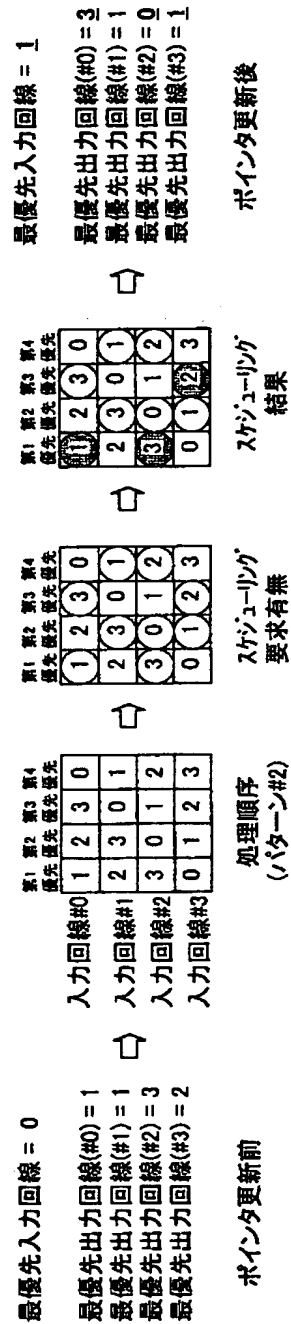 最優先入力回線 = 0
最優先出力回線(#0) = 1
最優先出力回線(#1) = 1
最優先出力回線(#2) = 3
最優先出力回線(#3) = 2
ポインタ更新前
第1 第2 第3 第4
優先 優先 優先 優先
入力回線#0 1 2 3 0
入力回線#1 2 3 0 1
入力回線#2 3 0 1 2
入力回線#3 0 1 2 3
処理順序
(パターン#2)
第1 第2 第3 第4
優先 優先 優先 優先
1 2 3 0
2 3 0 1
3 0 1 2
0 1 2 3
スケジューリング
要求有無
第1 第2 第3 第4
優先 優先 優先 優先
1 2 3 0
2 3 0 1
3 0 1 2
0 1 2 3
スケジューリング
結果
最優先入力回線 = 1
最優先出力回線(#0) = 3
最優先出力回線(#1) = 1
最優先出力回線(#2) = 0
最優先出力回線(#3) = 1
ポインタ更新後